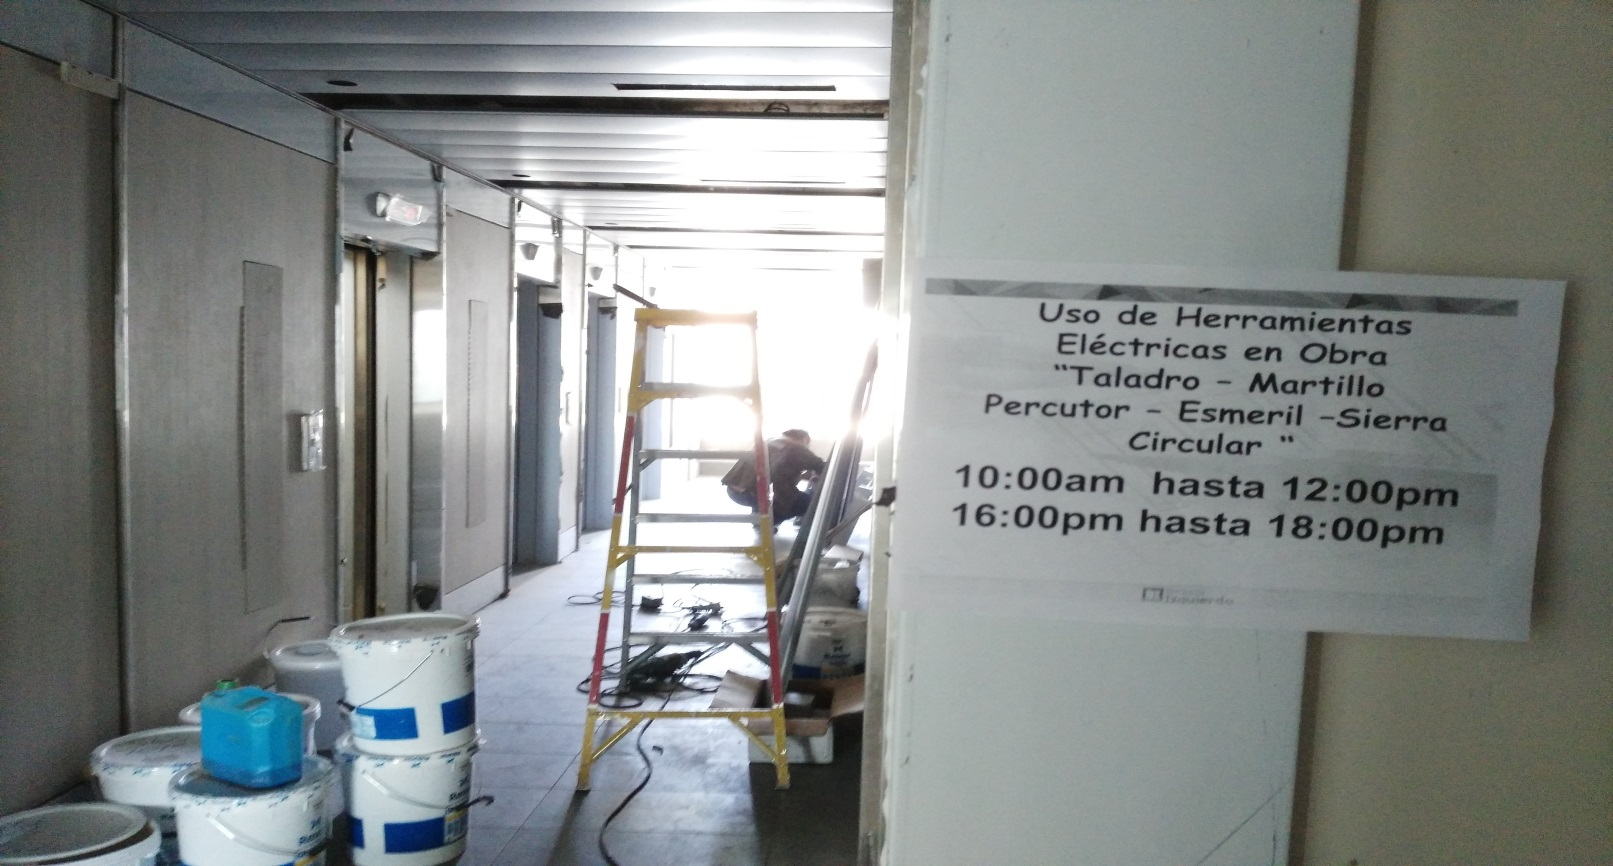 Uso de Herramientas
Eléctricas en Obra
“Taladro - Martillo
Percutor - Esmeril -Sierra
Circular “
10:00am hasta 12:00pm
16:00pm hasta 18:00pm
Izquierdo